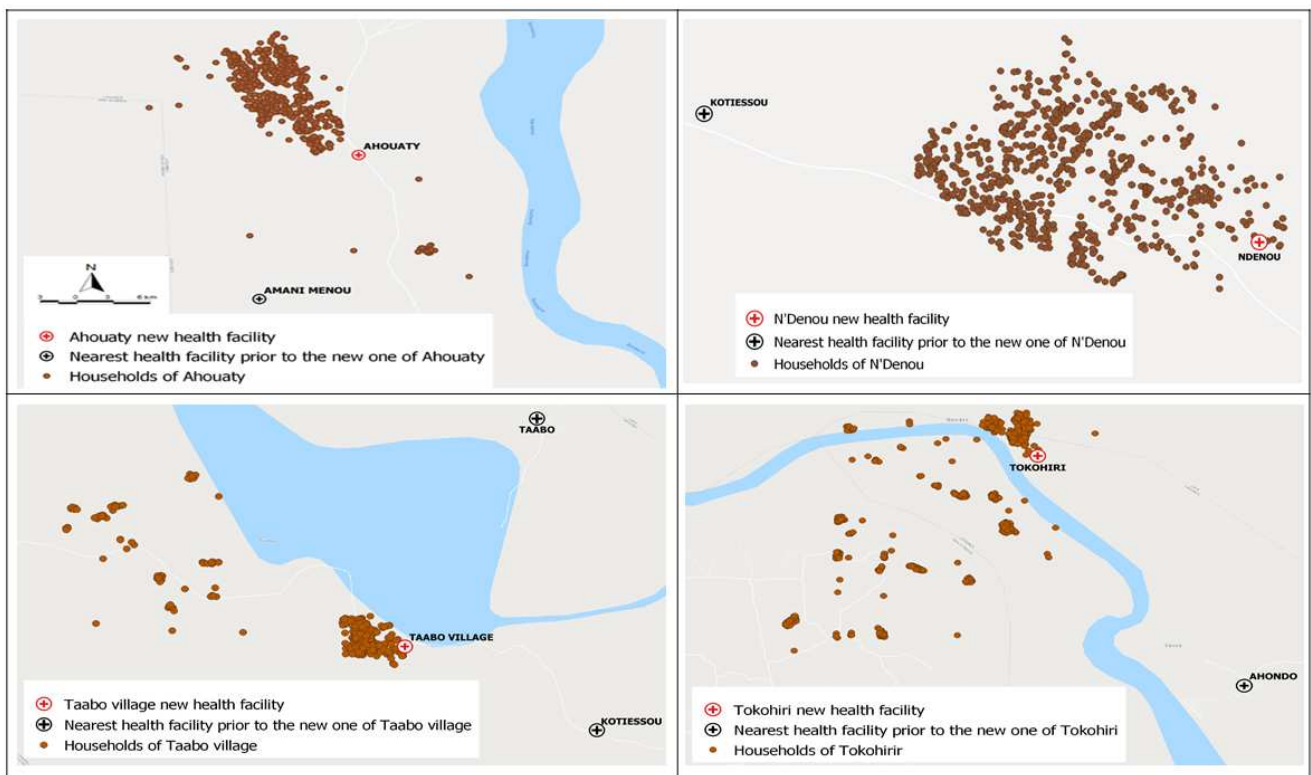 AHOUATY
N
AMANI MENOU
Ahouaty new health facility
Nearest health facility prior to the new one of Ahouaty
Households of Ahouaty
KOTIESSOU
NDENOU
N'Denou new health facility
Nearest health facility prior to the new one of N'Denou
Households of N'Denou
TAABO
TAABO VILLAGE
KOTIESSOU
Taabo village new health facility
Nearest health facility prior to the new one of Taabo village
Households of Taabo village
TOKOHIRI
AHONDO
Tokohiri new health facility
Nearest health facility prior to the new one of Tokohiri
Households of Tokohirir